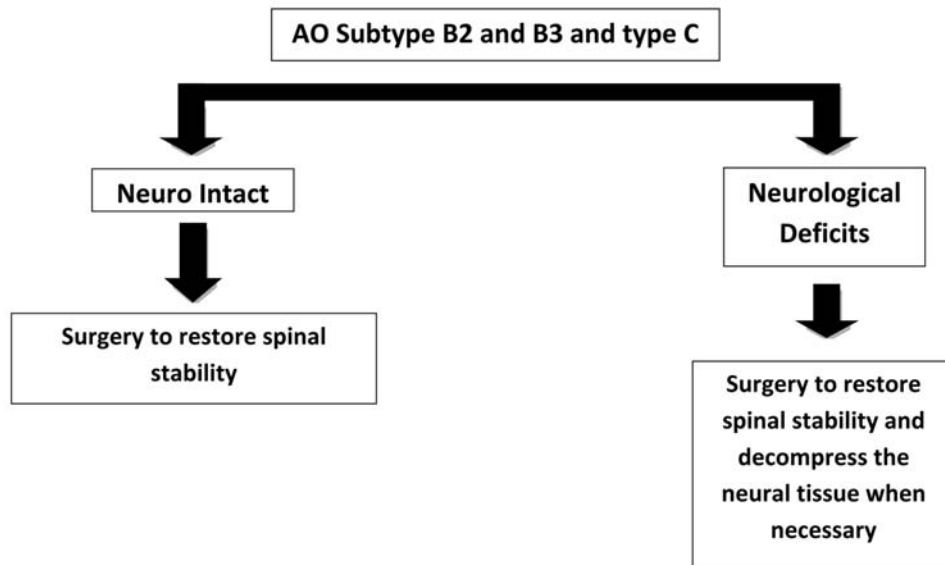 AO Subtype B2 and B3 and type C
Neuro Intact
Surgery to restore spinal
stability
Neurological
Deficits
Surgery to restore
spinal stability and
decompress the
neural tissue when
necessary